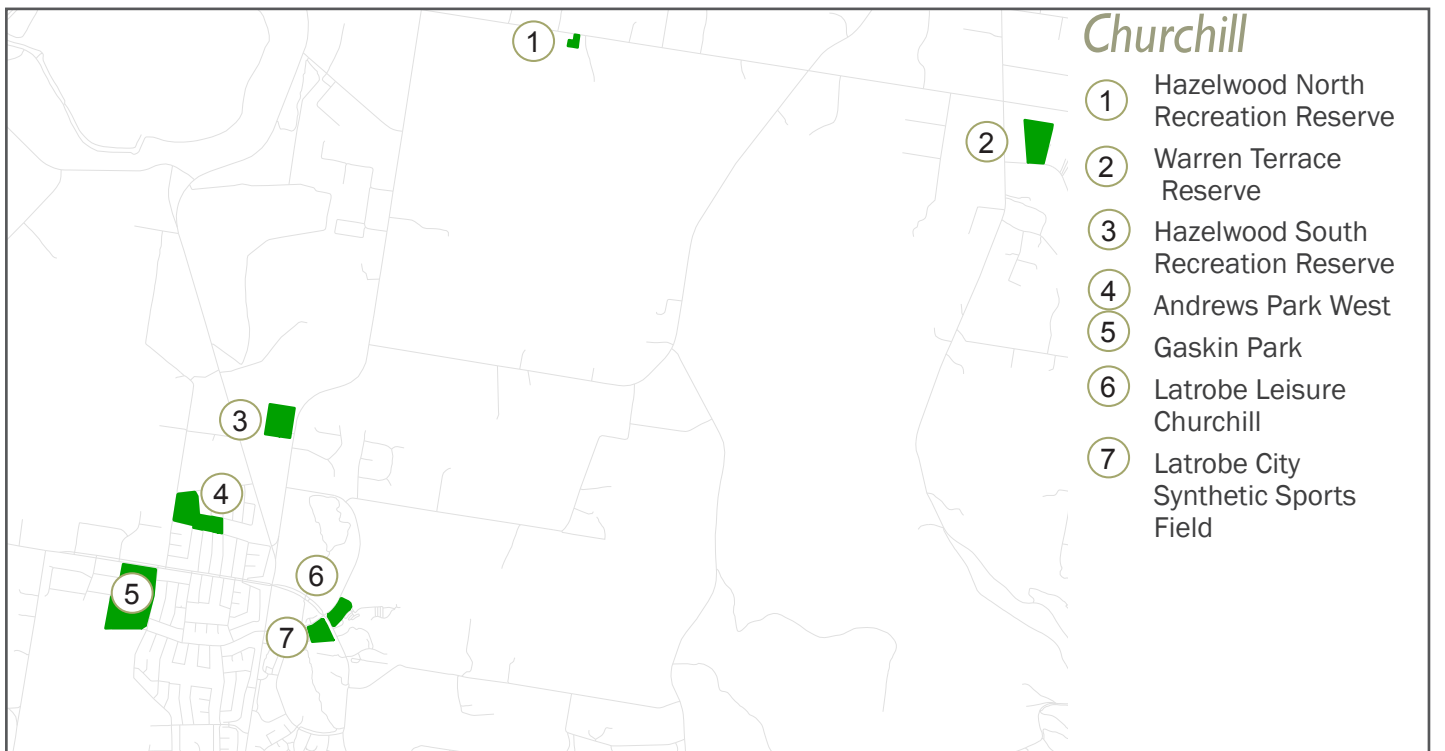 Churchill
1 Hazelwood North
Recreation Reserve
2 Warren Terrace
Reserve
3 Hazelwood South
Recreation Reserve
4 Andrews Park West
5 Gaskin Park
6 Latrobe Leisure
Churchill
7 Latrobe City
Synthetic Sports
Field
1
2
3
4
5
6
7